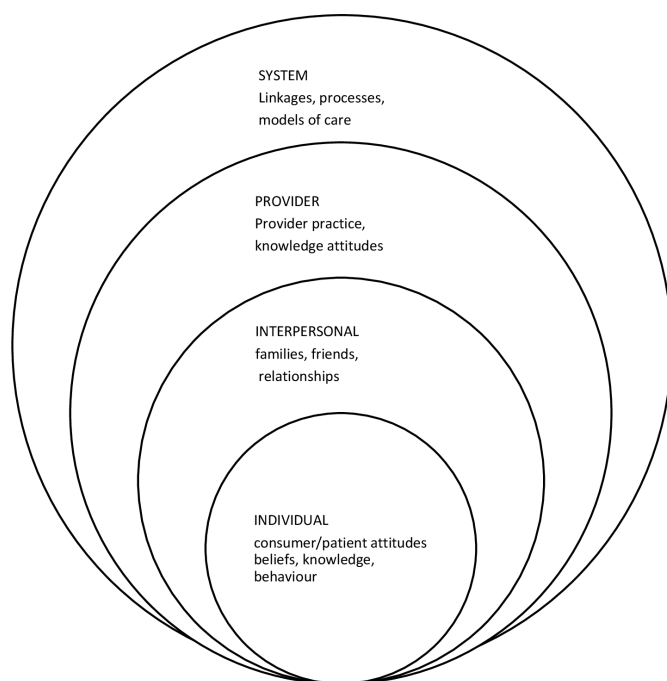 SYSTEM
Linkages, processes,
models of care
PROVIDER
Provider practice,
knowledge attitudes
INTERPERSONAL
families, friends,
relationships
INDIVIDUAL
consumer/patient attitudes
beliefs, knowledge,
behaviour